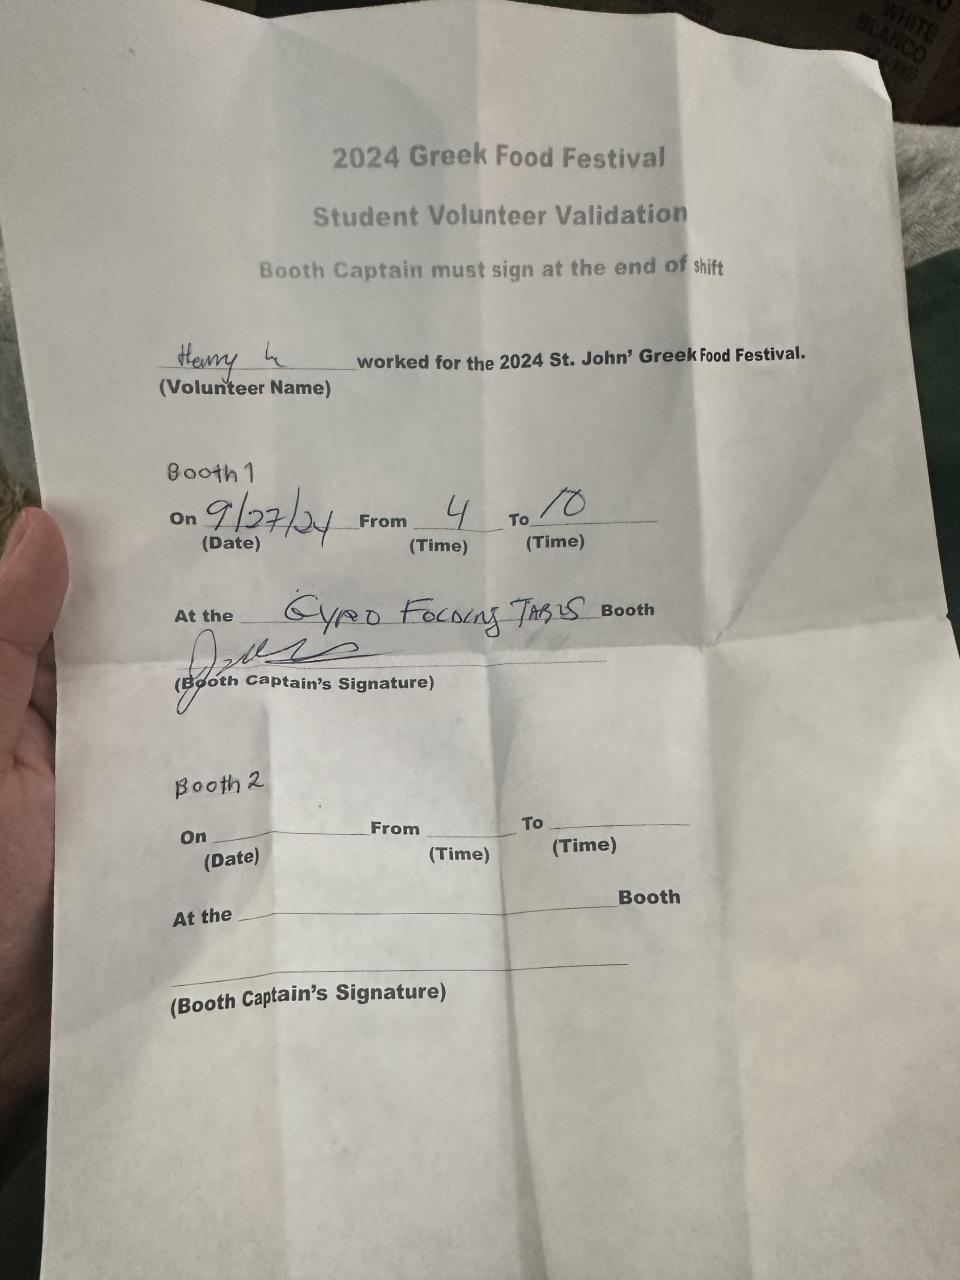 WHITE
BLANCO
2024 Greek Food Festival
Student Volunteer Validation
Booth Captain must sign at the end of shift
Henry L worked for the 2024 St. John’ Greek Food Festival.
(Volunteer Name)
Booth 1
On 9/27/24 From 4 To 10
(Date) (Time) (Time)
At the Gyro Folding Table Booth
(Booth Captain’s Signature)
Booth 2
On From To
(Date) (Time) (Time)
At the Booth
(Booth Captain’s Signature)